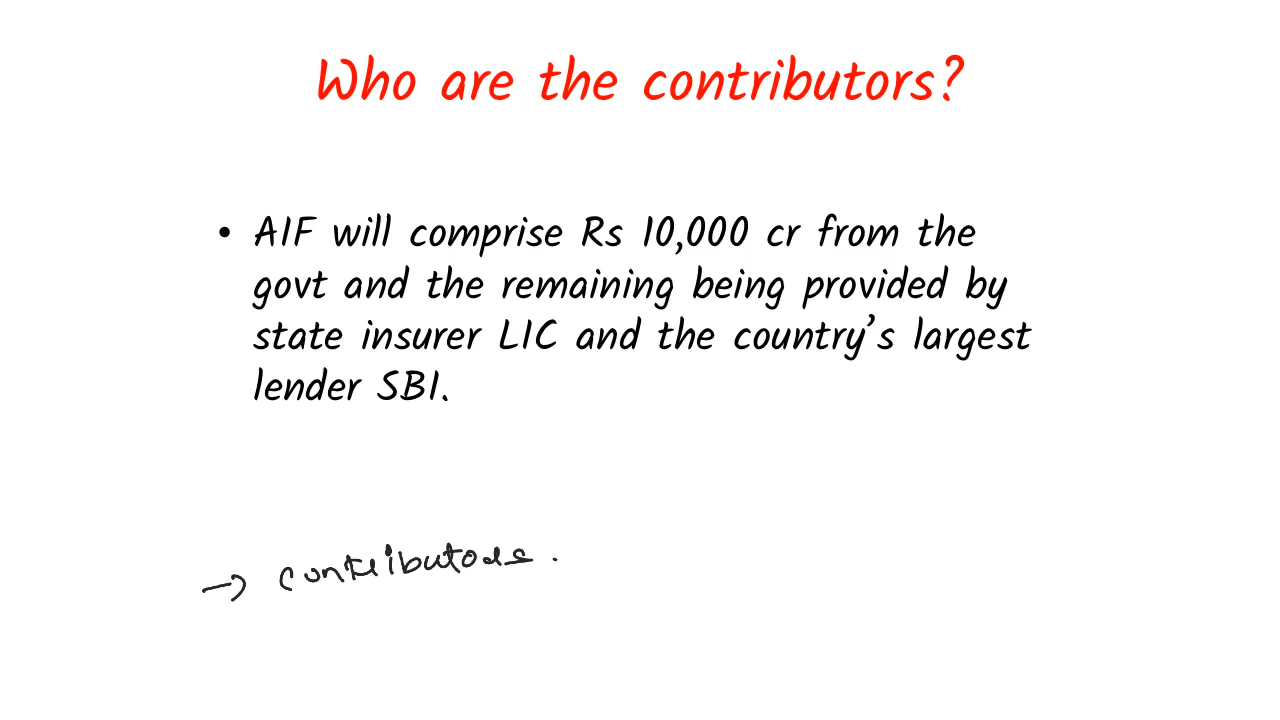 Who are the contributors?
• AIF will comprise Rs 10,000 cr from the
govt and the remaining being provided by
state insurer LIC and the country's largest
lender SBI.
→ contributors.